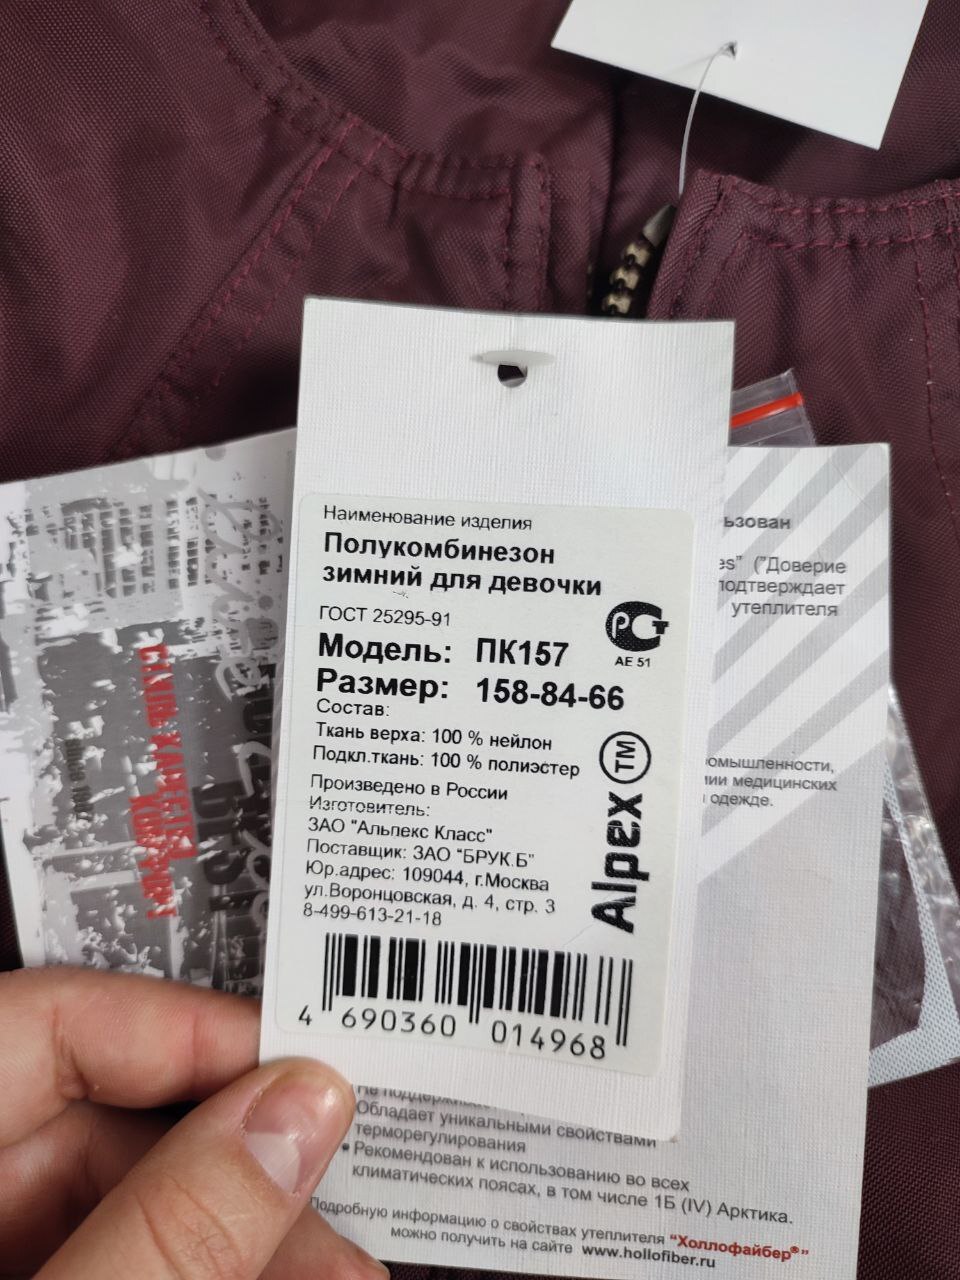 Наименование изделия
Полукомбинезон
зимний для девочки
ГОСТ 25295-91
РСТ
АЕ 51
Модель: ПК157
Размер: 158-84-66
Состав:
Ткань верха: 100 % нейлон
Подкл.ткань: 100 % полиэстер
Произведено в России
Изготовитель:
ЗАО "Альпекс Класс"
Поставщик: ЗАО "БРУК.Б"
Юр.адрес: 109044, г.Москва
ул.Воронцовская, д. 4, стр. 3
8-499-613-21-18
Alpex TM
4 690360 014968
ьзован
es" ("Доверие
подтверждает
утеплителя
омышленности,
ии медицинских
одежде.
Обладает уникальными свойствами
терморегулирования
• Рекомендован к использованию во всех
климатических поясах, в том числе 1Б (IV) Арктика.
Подробную информацию о свойствах утеплителя "Холлофайбер®"
можно получить на сайте www.hollofiber.ru